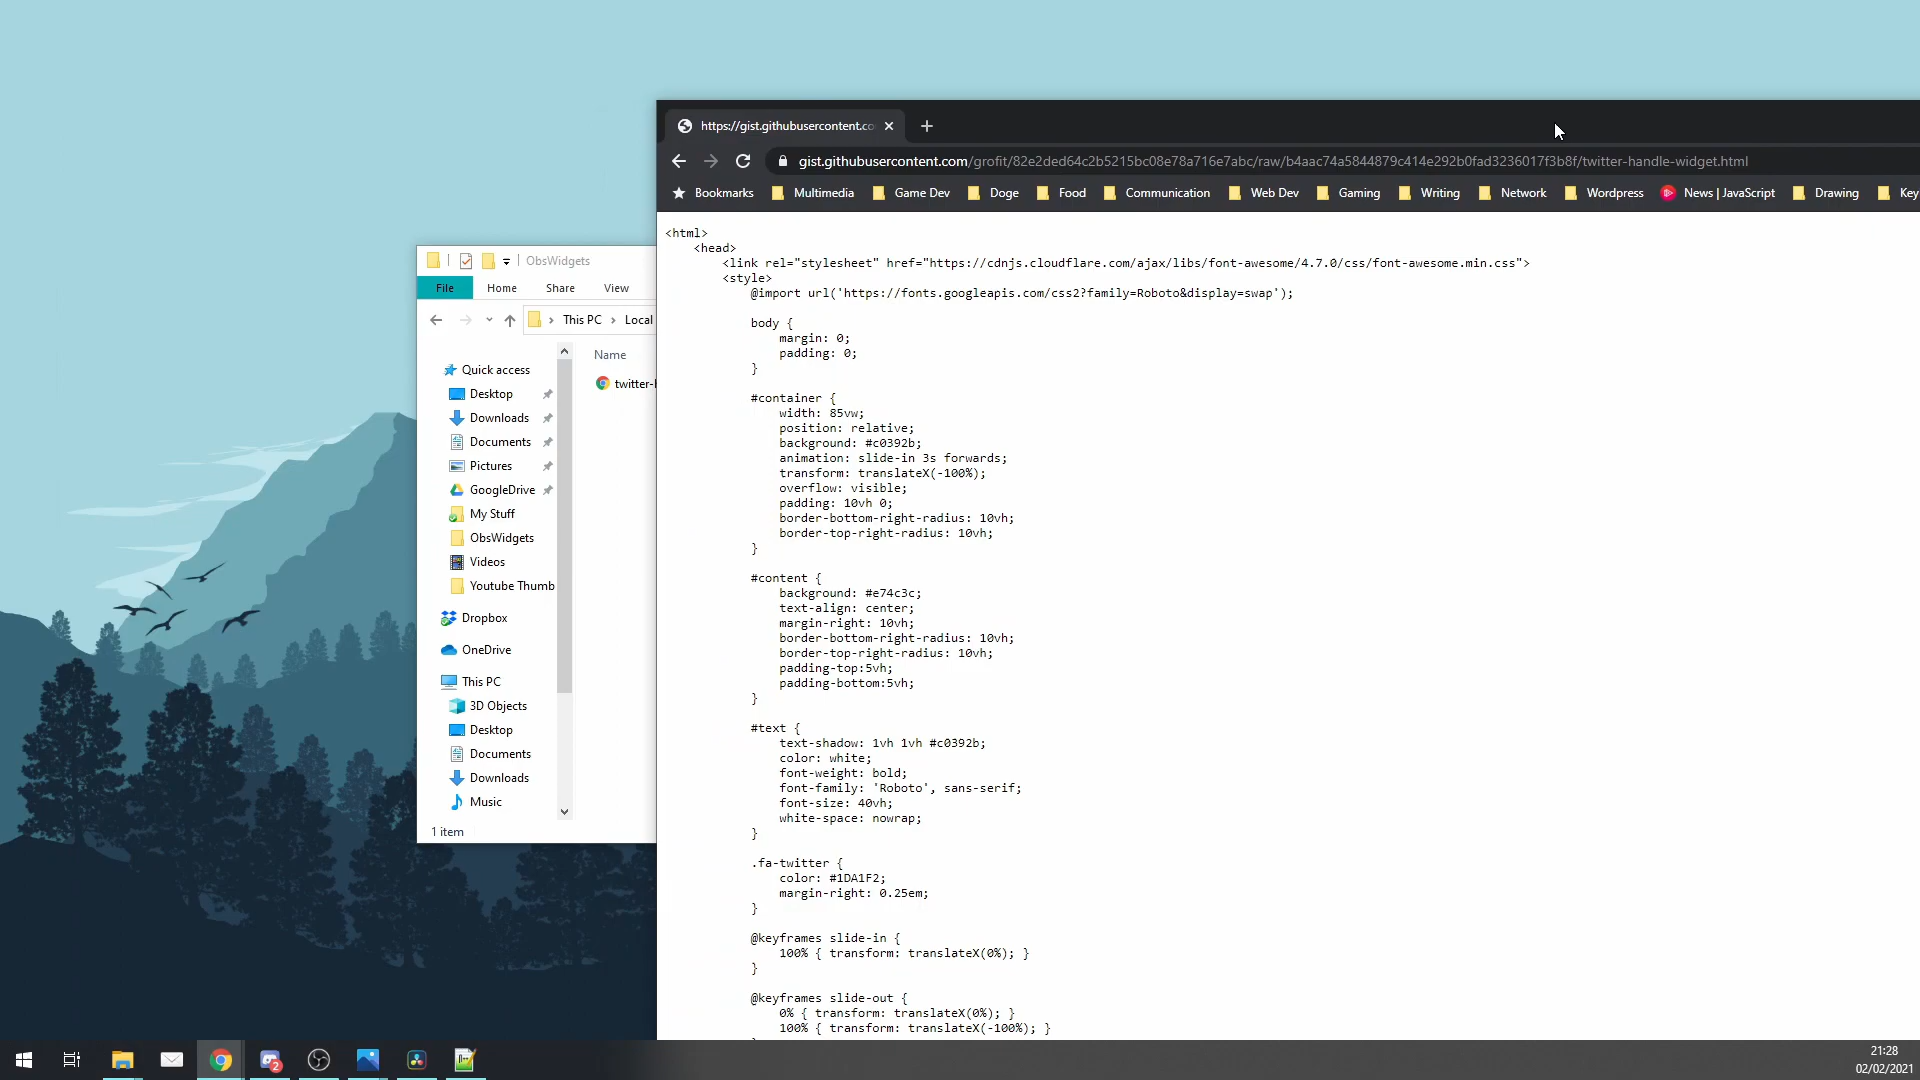 https://gist.githubusercontent.co
gist.githubusercontent.com/grofit/82e2ded64c2b5215bc08e78a716e7abc/raw/b4aac74a5844879c414e292b0fad3236017f3b8f/twitter-handle-widget.html
Bookmarks Multimedia Game Dev Doge Food Communication Web Dev Gaming Writing Network Wordpress News | JavaScript Drawing Key
<html>
<head>
<link rel="stylesheet" href="https://cdnjs.cloudflare.com/ajax/libs/font-awesome/4.7.0/css/font-awesome.min.css">
<style>
@import url('https://fonts.googleapis.com/css2?family=Roboto&display=swap');
body {
margin: 0;
padding: 0;
}
#container {
width: 85vw;
position: relative;
background: #c0392b;
animation: slide-in 3s forwards;
transform: translateX(-100%);
overflow: visible;
padding: 10vh 0;
border-bottom-right-radius: 10vh;
border-top-right-radius: 10vh;
}
#content {
background: #e74c3c;
text-align: center;
margin-right: 10vh;
border-bottom-right-radius: 10vh;
border-top-right-radius: 10vh;
padding-top:5vh;
padding-bottom:5vh;
}
#text {
text-shadow: 1vh 1vh #c0392b;
color: white;
font-weight: bold;
font-family: 'Roboto', sans-serif;
font-size: 40vh;
white-space: nowrap;
}
.fa-twitter {
color: #1DA1F2;
margin-right: 0.25em;
}
@keyframes slide-in {
100% { transform: translateX(0%); }
}
@keyframes slide-out {
0% { transform: translateX(0%); }
100% { transform: translateX(-100%); }
ObsWidgets
File Home Share View
This PC Local
Name
twitter-h
Quick access
Desktop
Downloads
Documents
Pictures
GoogleDrive
My Stuff
ObsWidgets
Videos
Youtube Thumb
Dropbox
OneDrive
This PC
3D Objects
Desktop
Documents
Downloads
Music
1 item
2
21:28
02/02/2021